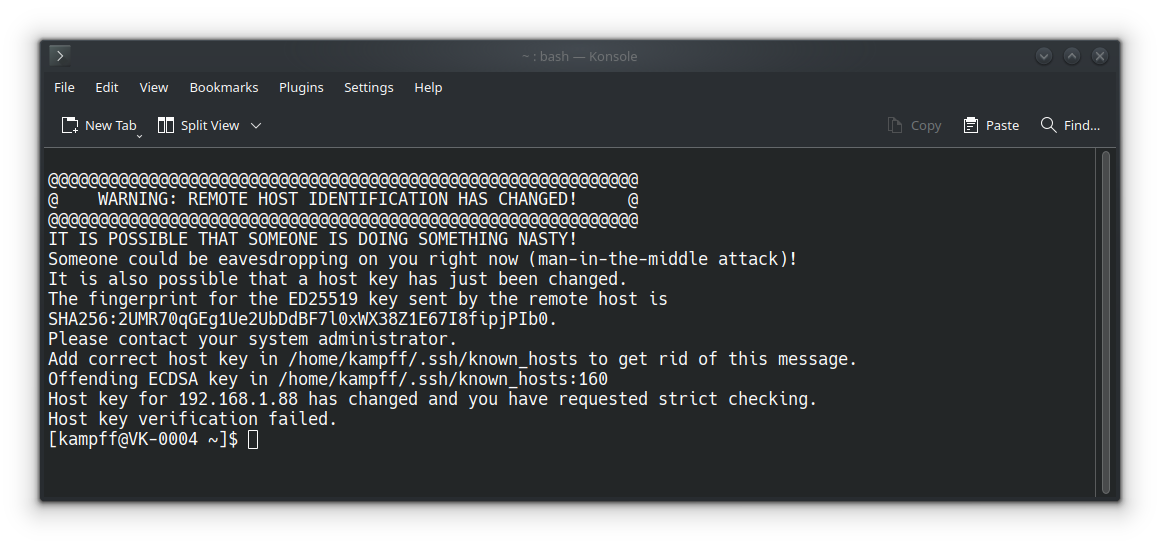 ~ : bash — Konsole
File Edit View Bookmarks Plugins Settings Help
New Tab Split View Copy Paste Find...
@@@@@@@@@@@@@@@@@@@@@@@@@@@@@@@@@@@@@@@@@@@@@@@@@@@@@@@@@@@
@    WARNING: REMOTE HOST IDENTIFICATION HAS CHANGED!     @
@@@@@@@@@@@@@@@@@@@@@@@@@@@@@@@@@@@@@@@@@@@@@@@@@@@@@@@@@@@
IT IS POSSIBLE THAT SOMEONE IS DOING SOMETHING NASTY!
Someone could be eavesdropping on you right now (man-in-the-middle attack)!
It is also possible that a host key has just been changed.
The fingerprint for the ED25519 key sent by the remote host is
SHA256:2UMR70qGEg1Ue2UbDdBF7l0xWX38Z1E67I8fipjPIb0.
Please contact your system administrator.
Add correct host key in /home/kampff/.ssh/known_hosts to get rid of this message.
Offending ECDSA key in /home/kampff/.ssh/known_hosts:160
Host key for 192.168.1.88 has changed and you have requested strict checking.
Host key verification failed.
[kampff@VK-0004 ~]$